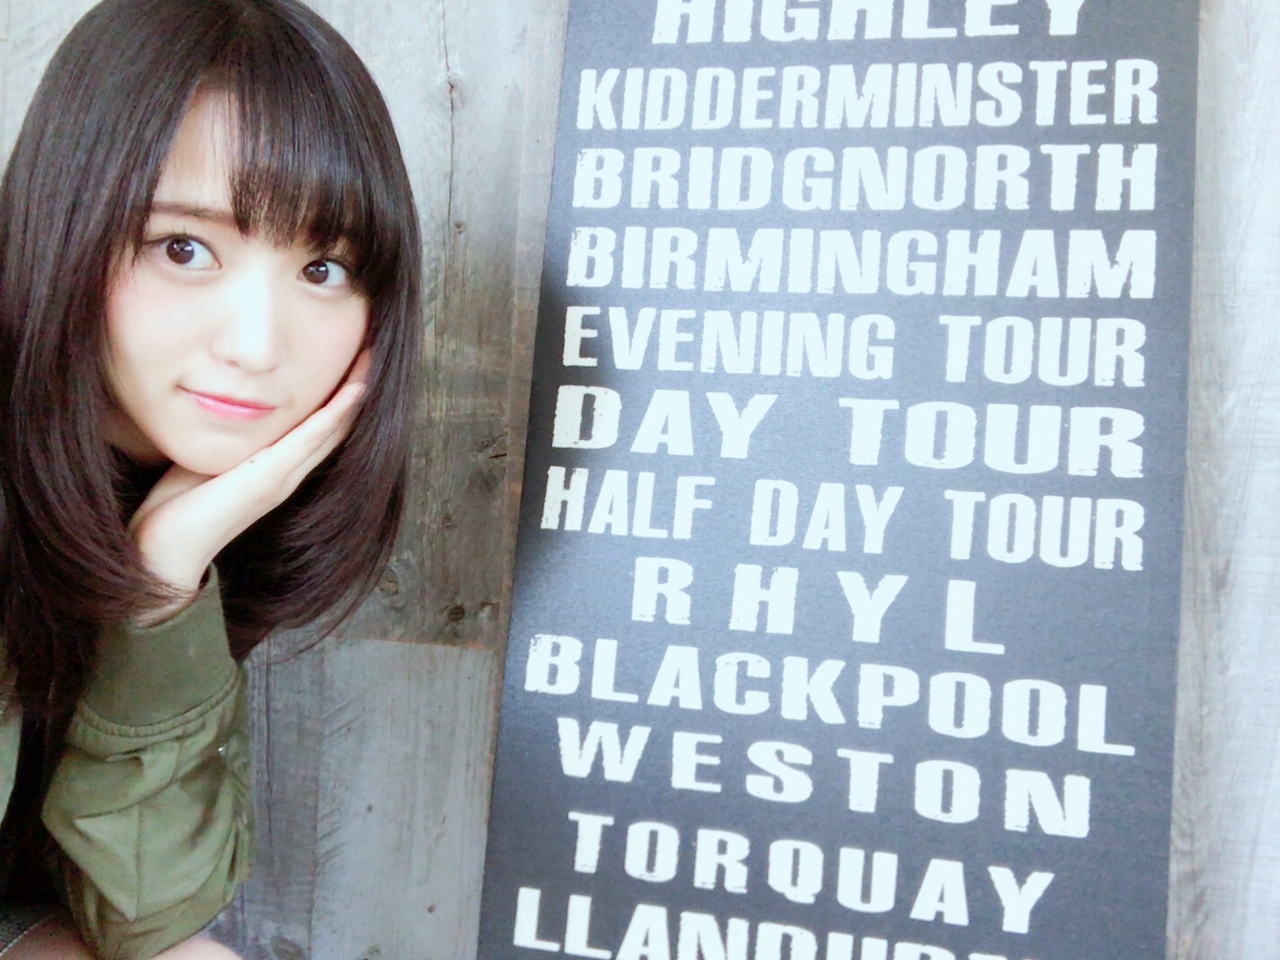 HIGHLEY
KIDDERMINSTER
BRIDGNORTH
BIRMINGHAM
EVENING TOUR
DAY TOUR
HALF DAY TOUR
RHYL
BLACKPOOL
WESTON
TORQUAY